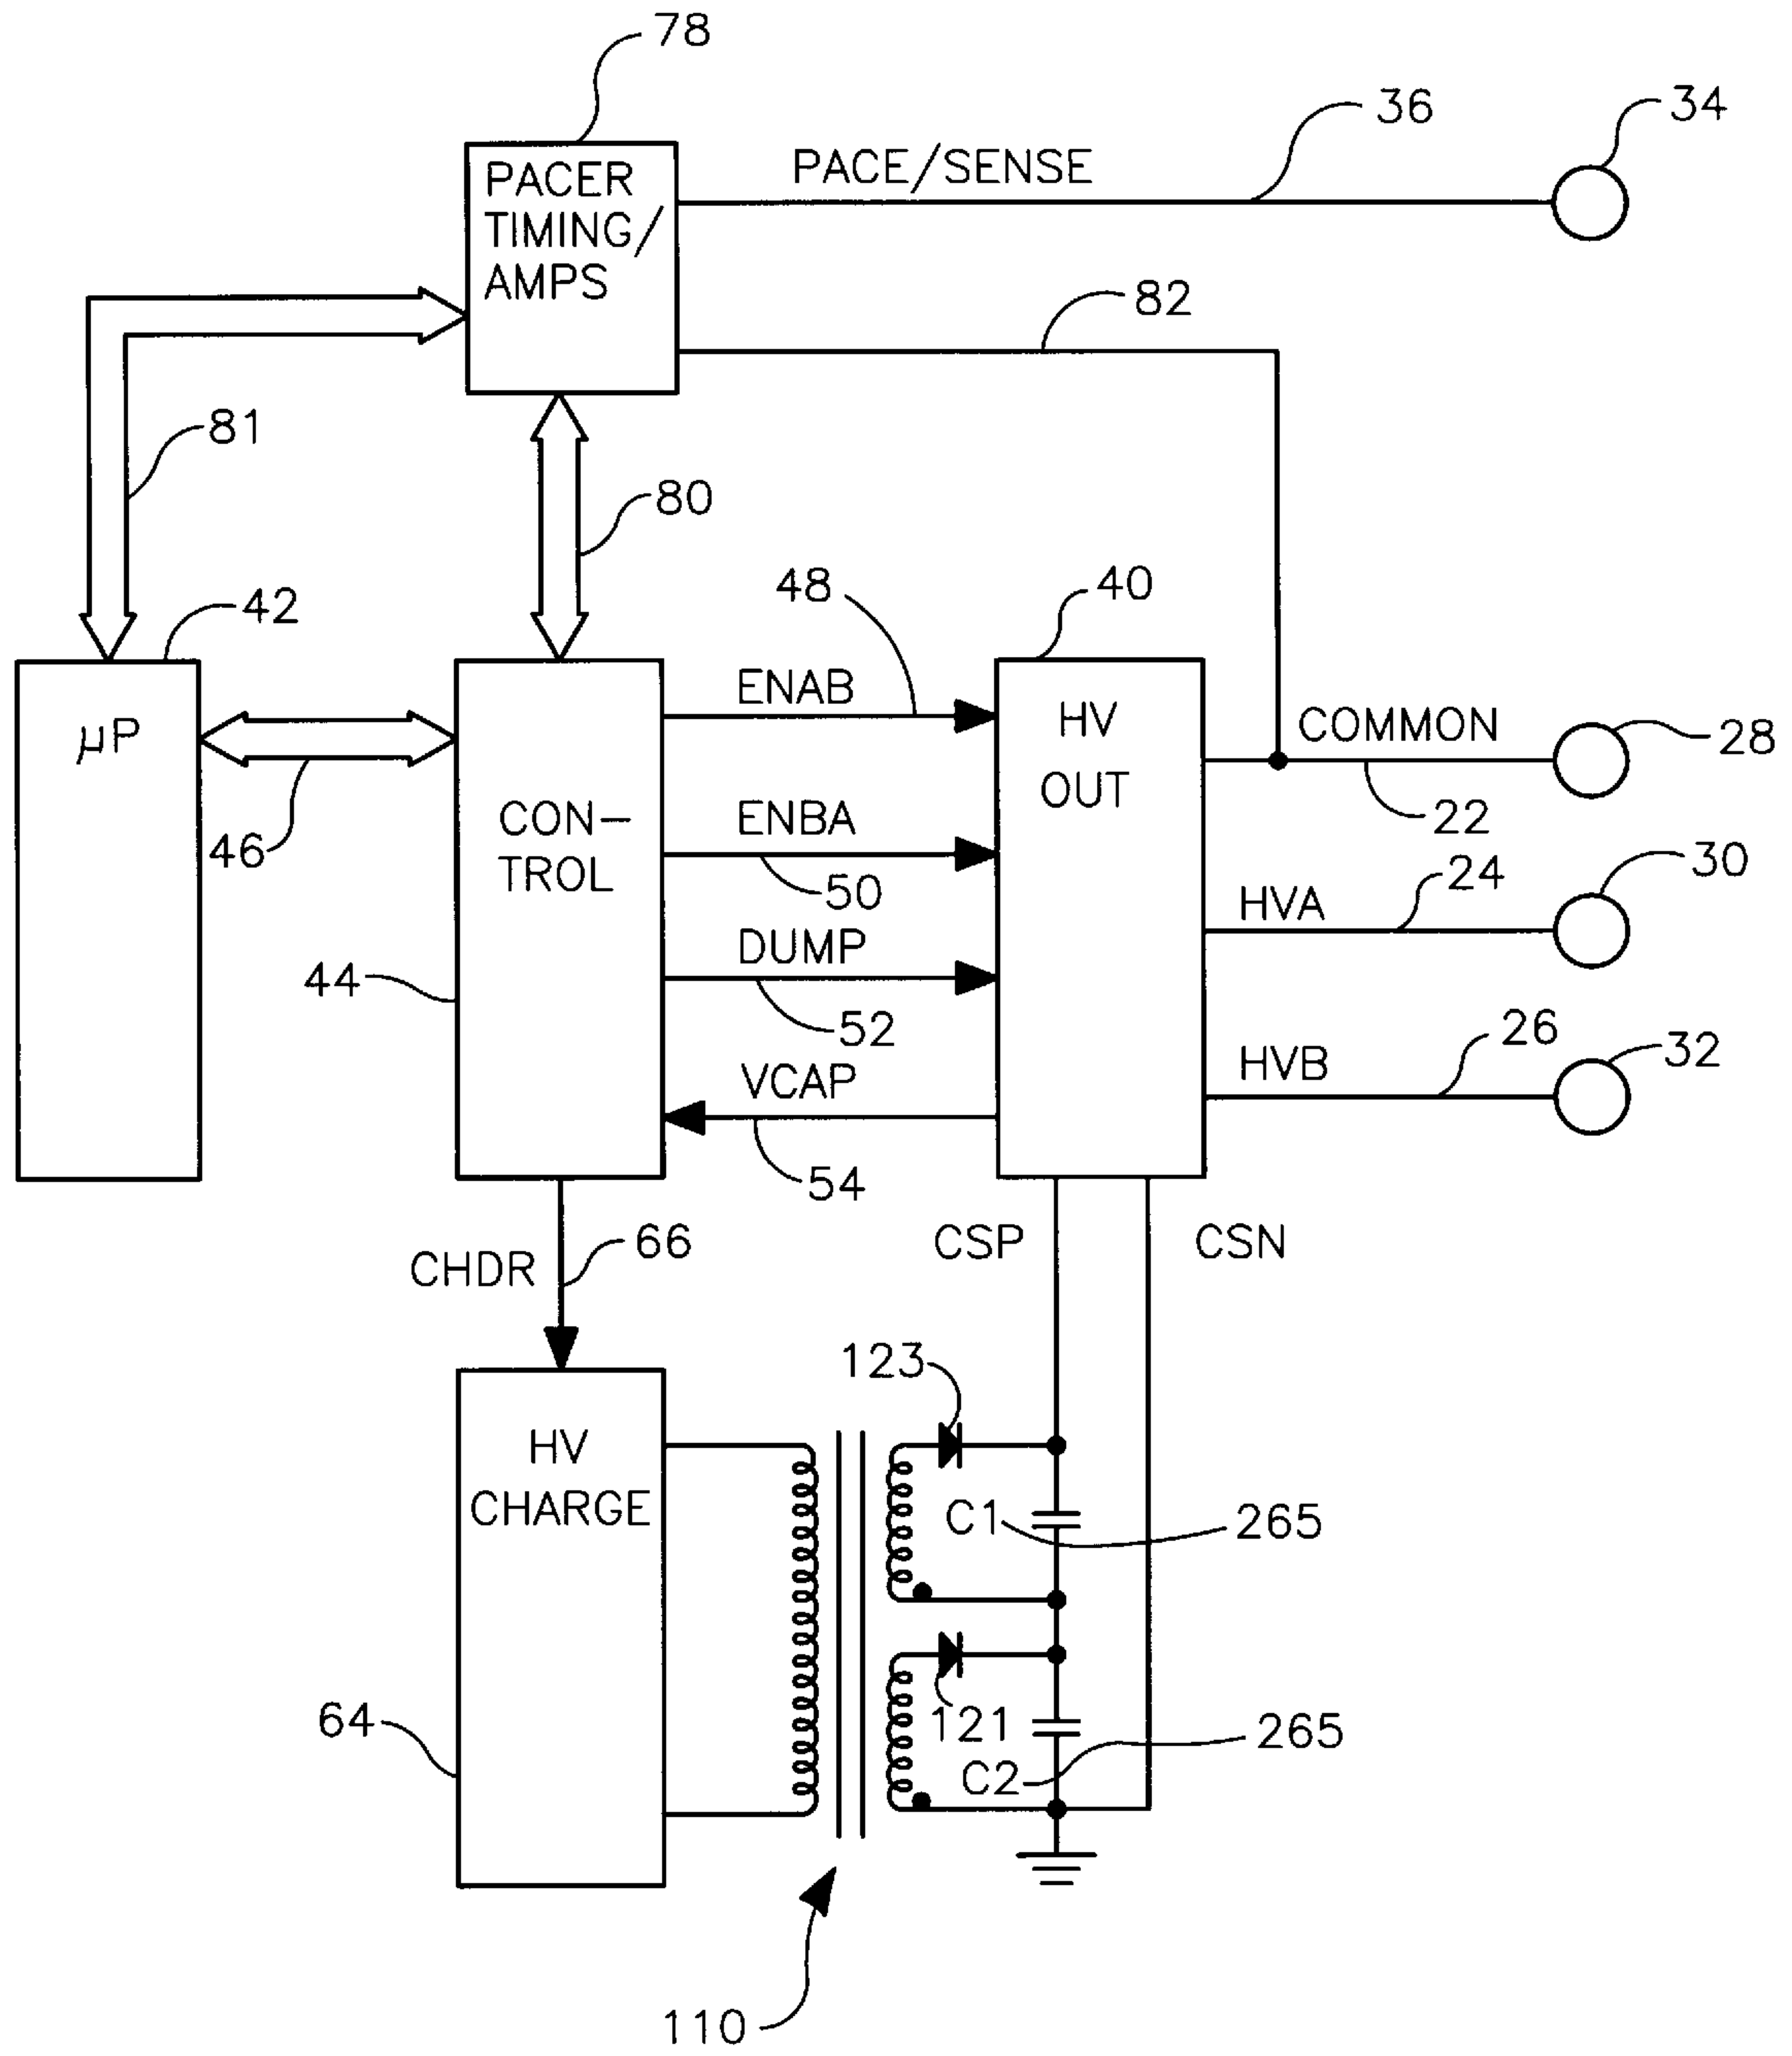 78
36
34
PACER
TIMING/
AMPS
PACE/SENSE
82
81
80
42
48
40
µP
ENAB
HV
OUT
COMMON
28
22
46
CON-
TROL
ENBA
50
30
24
HVA
44
DUMP
52
26
32
HVB
VCAP
54
CSP
CSN
CHDR
66
123
HV
CHARGE
C1
265
64
121
265
C2
110